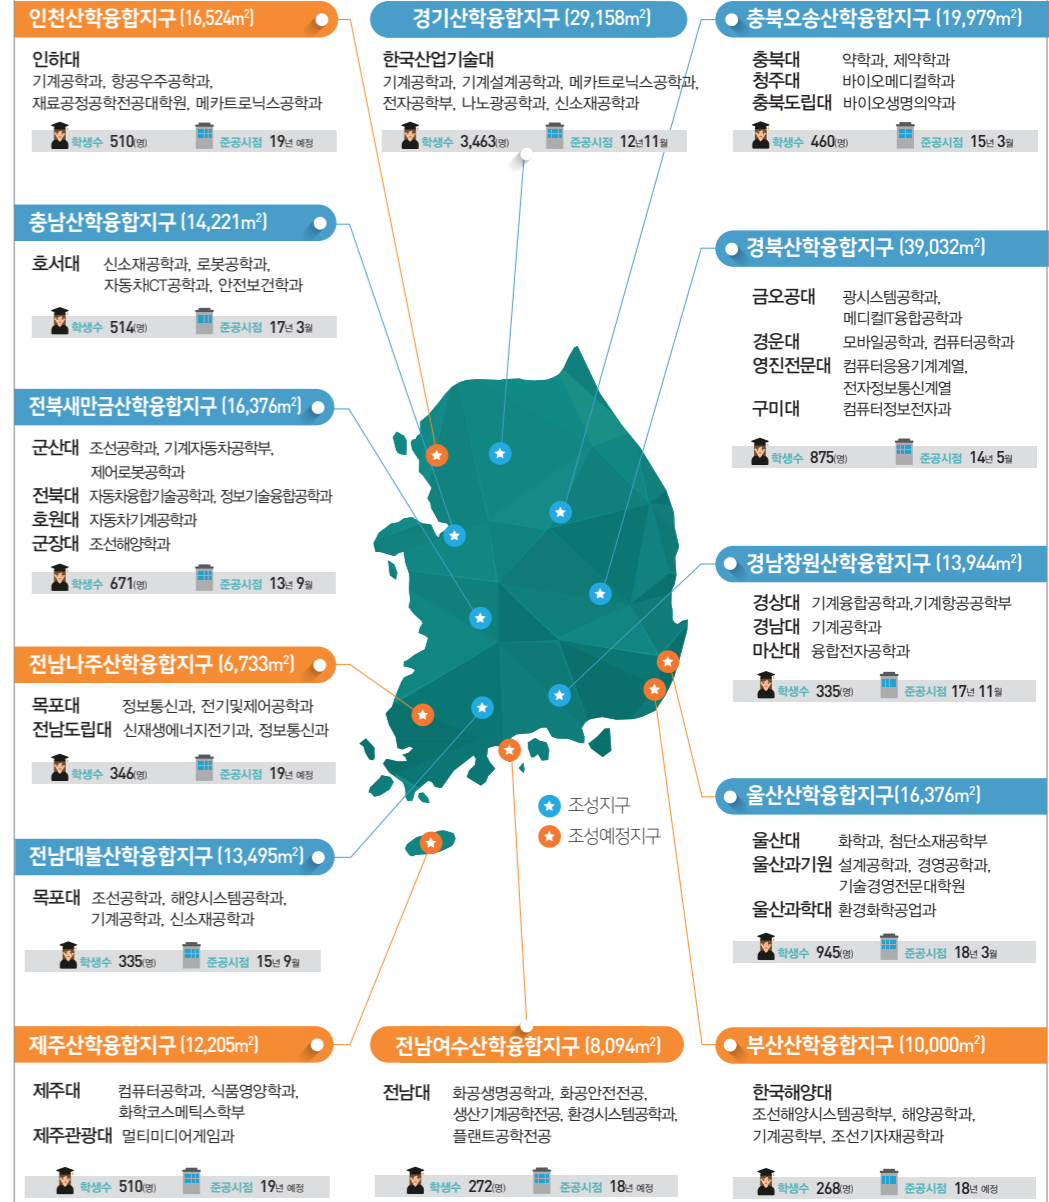 인천산학융합지구 (16,524m²)
인하대
기계공학과, 항공우주공학과,
재료공정공학전공대학원, 메카트로닉스공학과
학생수 510(명) 준공시점 19년 예정
경기산학융합지구 (29,158m²)
한국산업기술대
기계공학과, 기계설계공학과, 메카트로닉스공학과,
전자공학부, 나노광공학과, 신소재공학과
학생수 3,463(명) 준공시점 12년11월
충북오송산학융합지구 (19,979m²)
충북대 약학과, 제약학과
청주대 바이오메디컬학과
충북도립대 바이오생명의약과
학생수 460(명) 준공시점 15년 3월
충남산학융합지구 (14,221m²)
호서대 신소재공학과, 로봇공학과,
자동차ICT공학과, 안전보건학과
학생수 514(명) 준공시점 17년 3월
경북산학융합지구 (39,032m²)
금오공대 광시스템공학과,
메디컬IT융합공학과
경운대 모바일공학과, 컴퓨터공학과
영진전문대 컴퓨터응용기계계열,
전자정보통신계열
구미대 컴퓨터정보전자과
학생수 875(명) 준공시점 14년 5월
전북새만금산학융합지구 (16,376m²)
군산대 조선공학과, 기계자동차공학부,
제어로봇공학과
전북대 자동차융합기술공학과, 정보기술융합공학과
호원대 자동차기계공학과
군장대 조선해양학과
학생수 671(명) 준공시점 13년 9월
경남창원산학융합지구 (13,944m²)
경상대 기계융합공학과,기계항공공학부
경남대 기계공학과
마산대 융합전자공학과
학생수 335(명) 준공시점 17년 11월
전남나주산학융합지구 (6,733m²)
목포대 정보통신과, 전기및제어공학과
전남도립대 신재생에너지전기과, 정보통신과
학생수 346(명) 준공시점 19년 예정
조성지구
조성예정지구
울산산학융합지구(16,376m²)
울산대 화학과, 첨단소재공학부
울산과기원 설계공학과, 경영공학과,
기술경영전문대학원
울산과학대 환경화학공업과
학생수 945(명) 준공시점 18년 3월
전남대불산학융합지구 (13,495m²)
목포대 조선공학과, 해양시스템공학과,
기계공학과, 신소재공학과
학생수 335(명) 준공시점 15년 9월
제주산학융합지구 (12,205m²)
제주대 컴퓨터공학과, 식품영양학과,
화학코스메틱스학부
제주관광대 멀티미디어게임과
학생수 510(명) 준공시점 19년 예정
전남여수산학융합지구 (8,094m²)
전남대 화공생명공학과, 화공안전전공,
생산기계공학전공, 환경시스템공학과,
플랜트공학전공
학생수 272(명) 준공시점 18년 예정
부산산학융합지구 (10,000m²)
한국해양대
조선해양시스템공학부, 해양공학과,
기계공학부, 조선기자재공학과
학생수 268(명) 준공시점 18년 예정